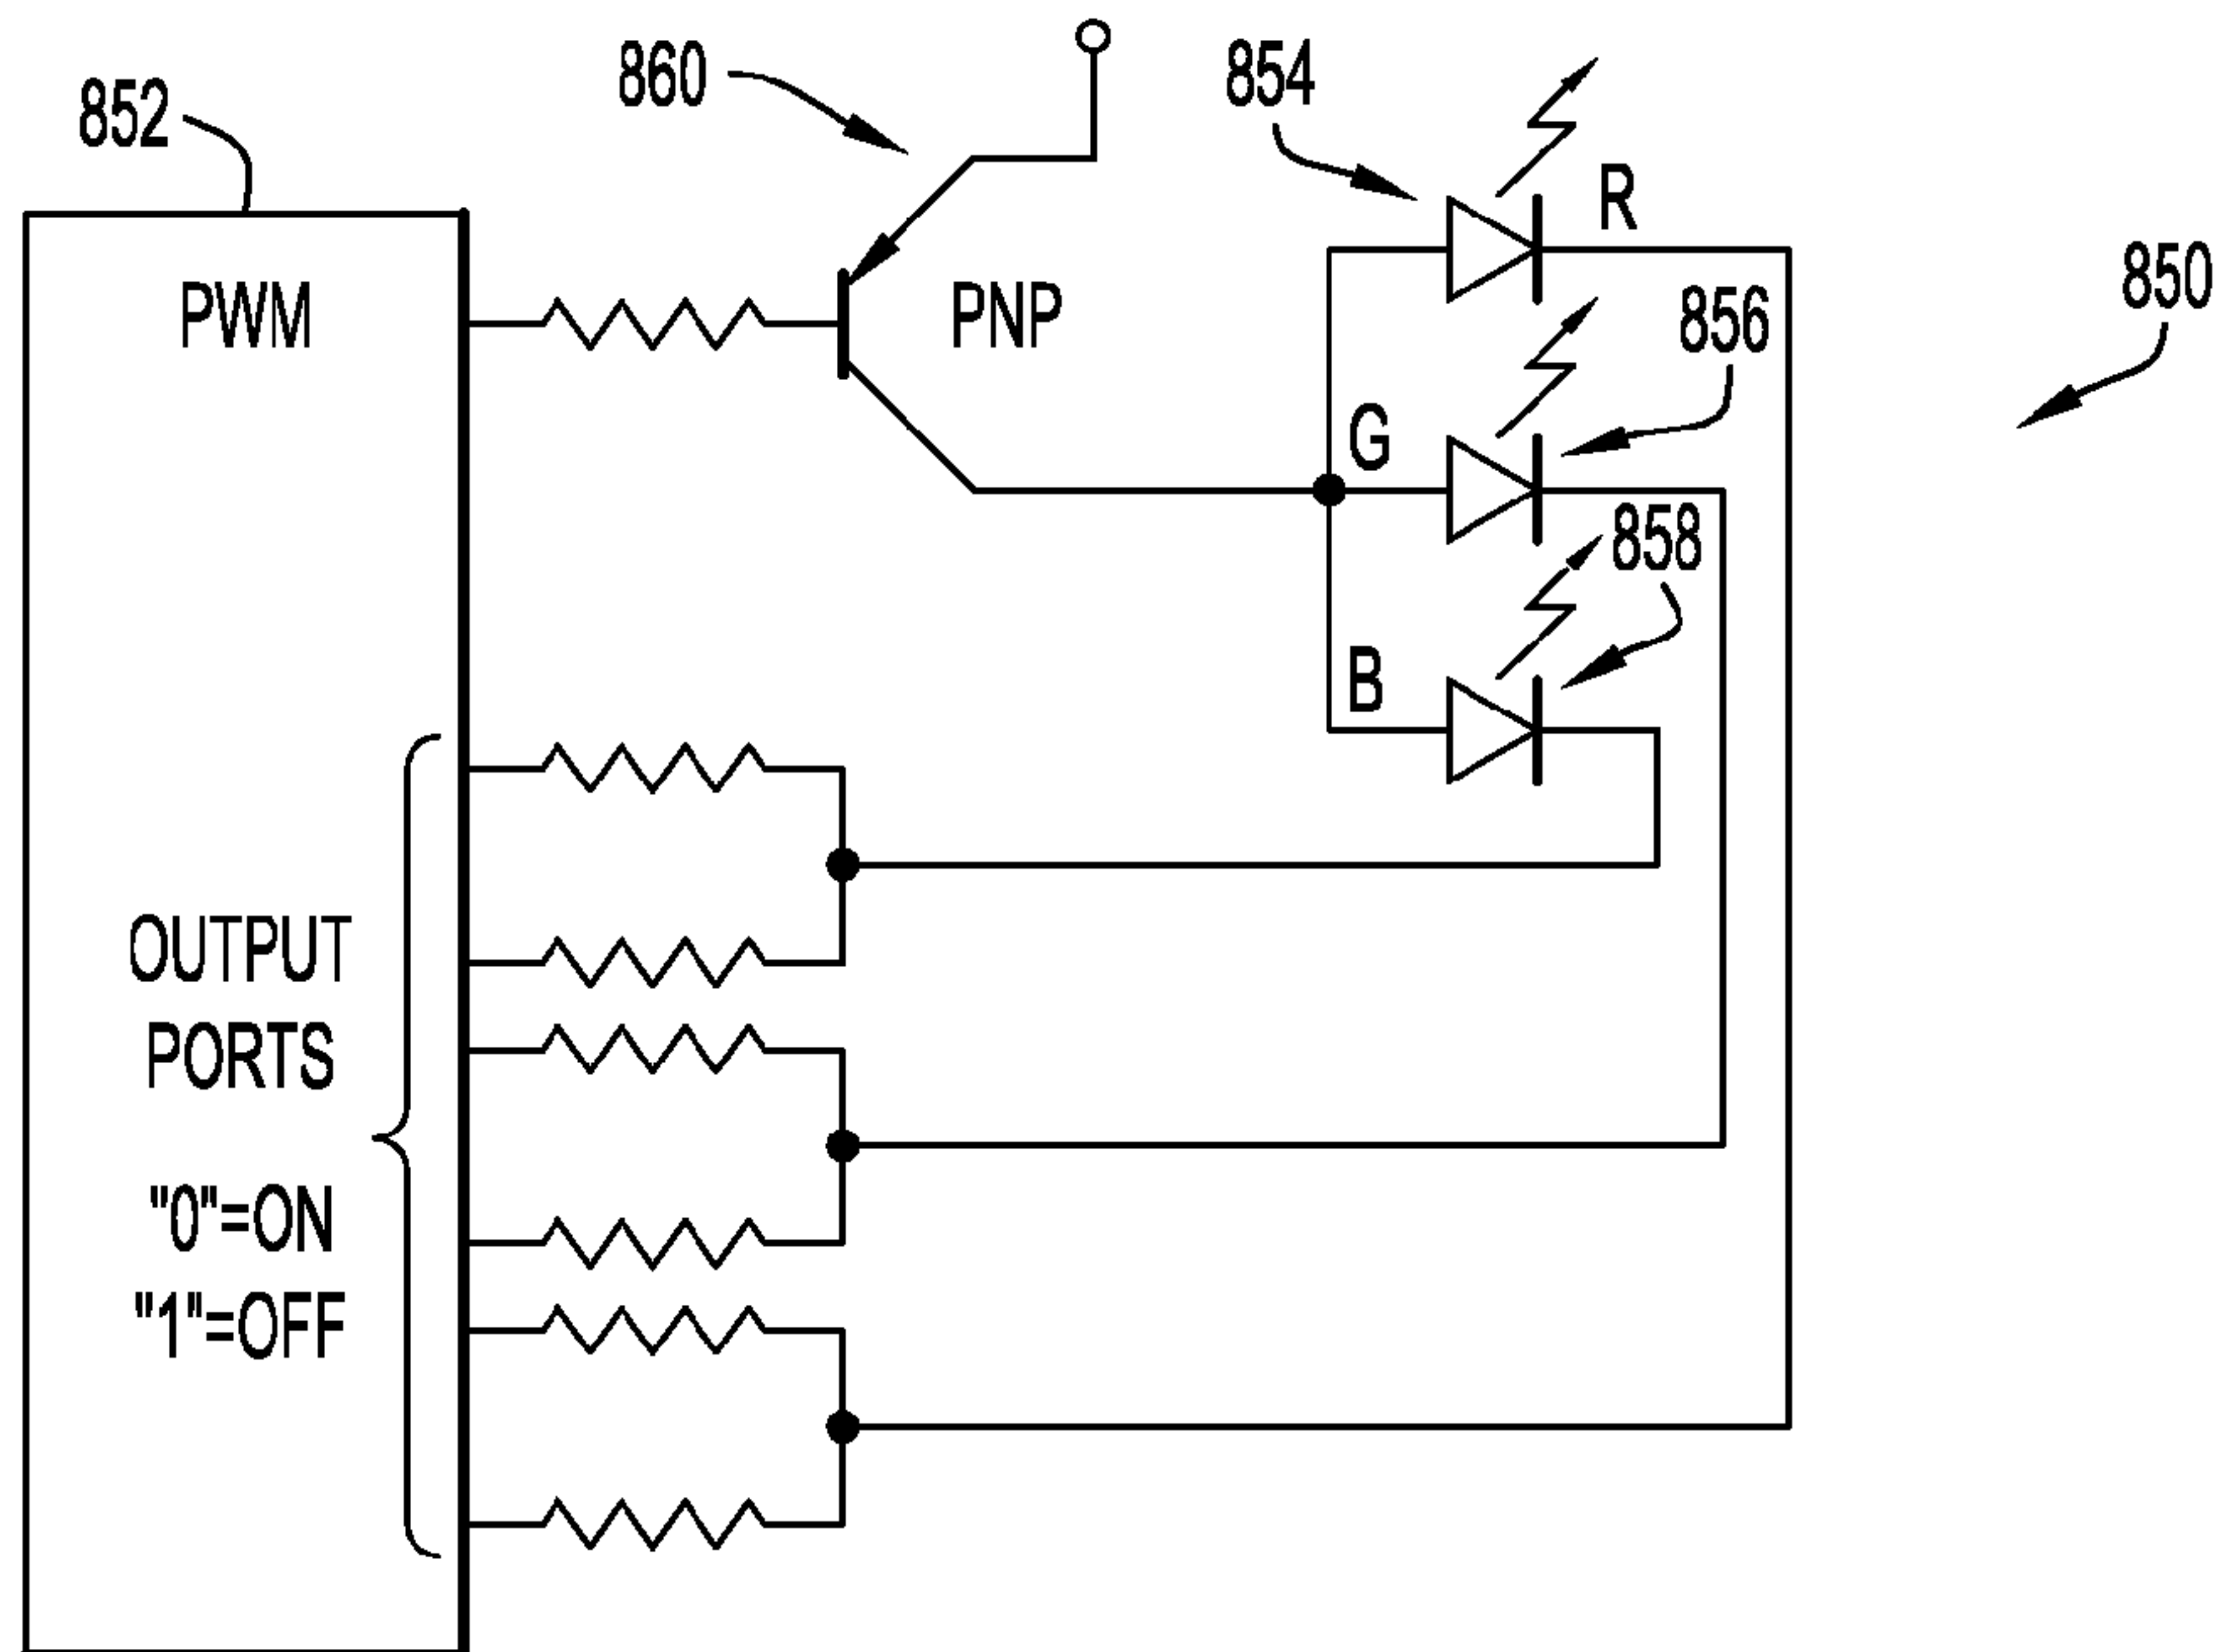 860
854
852
R
850
PWM
PNP
856
G
858
B
OUTPUT
PORTS
"0"=ON
"1"=OFF